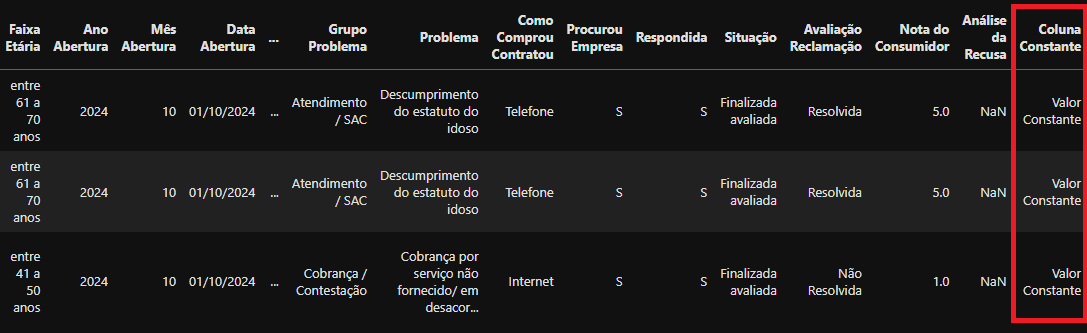 Faixa Etária Ano Abertura Mês Abertura Data Abertura ... Grupo Problema Problema Como Comprou Contratou Procurou Empresa Respondida Situação Avaliação Reclamação Nota do Consumidor Análise da Recusa Coluna Constante
entre 61 a 70 anos 2024 10 01/10/2024 ... Atendimento / SAC Descumprimento do estatuto do idoso Telefone S S Finalizada avaliada Resolvida 5.0 NaN Valor Constante
entre 61 a 70 anos 2024 10 01/10/2024 ... Atendimento / SAC Descumprimento do estatuto do idoso Telefone S S Finalizada avaliada Resolvida 5.0 NaN Valor Constante
entre 41 a 50 anos 2024 10 01/10/2024 ... Cobrança / Contestação Cobrança por serviço não fornecido/ em desacor... Internet S S Finalizada avaliada Não Resolvida 1.0 NaN Valor Constante